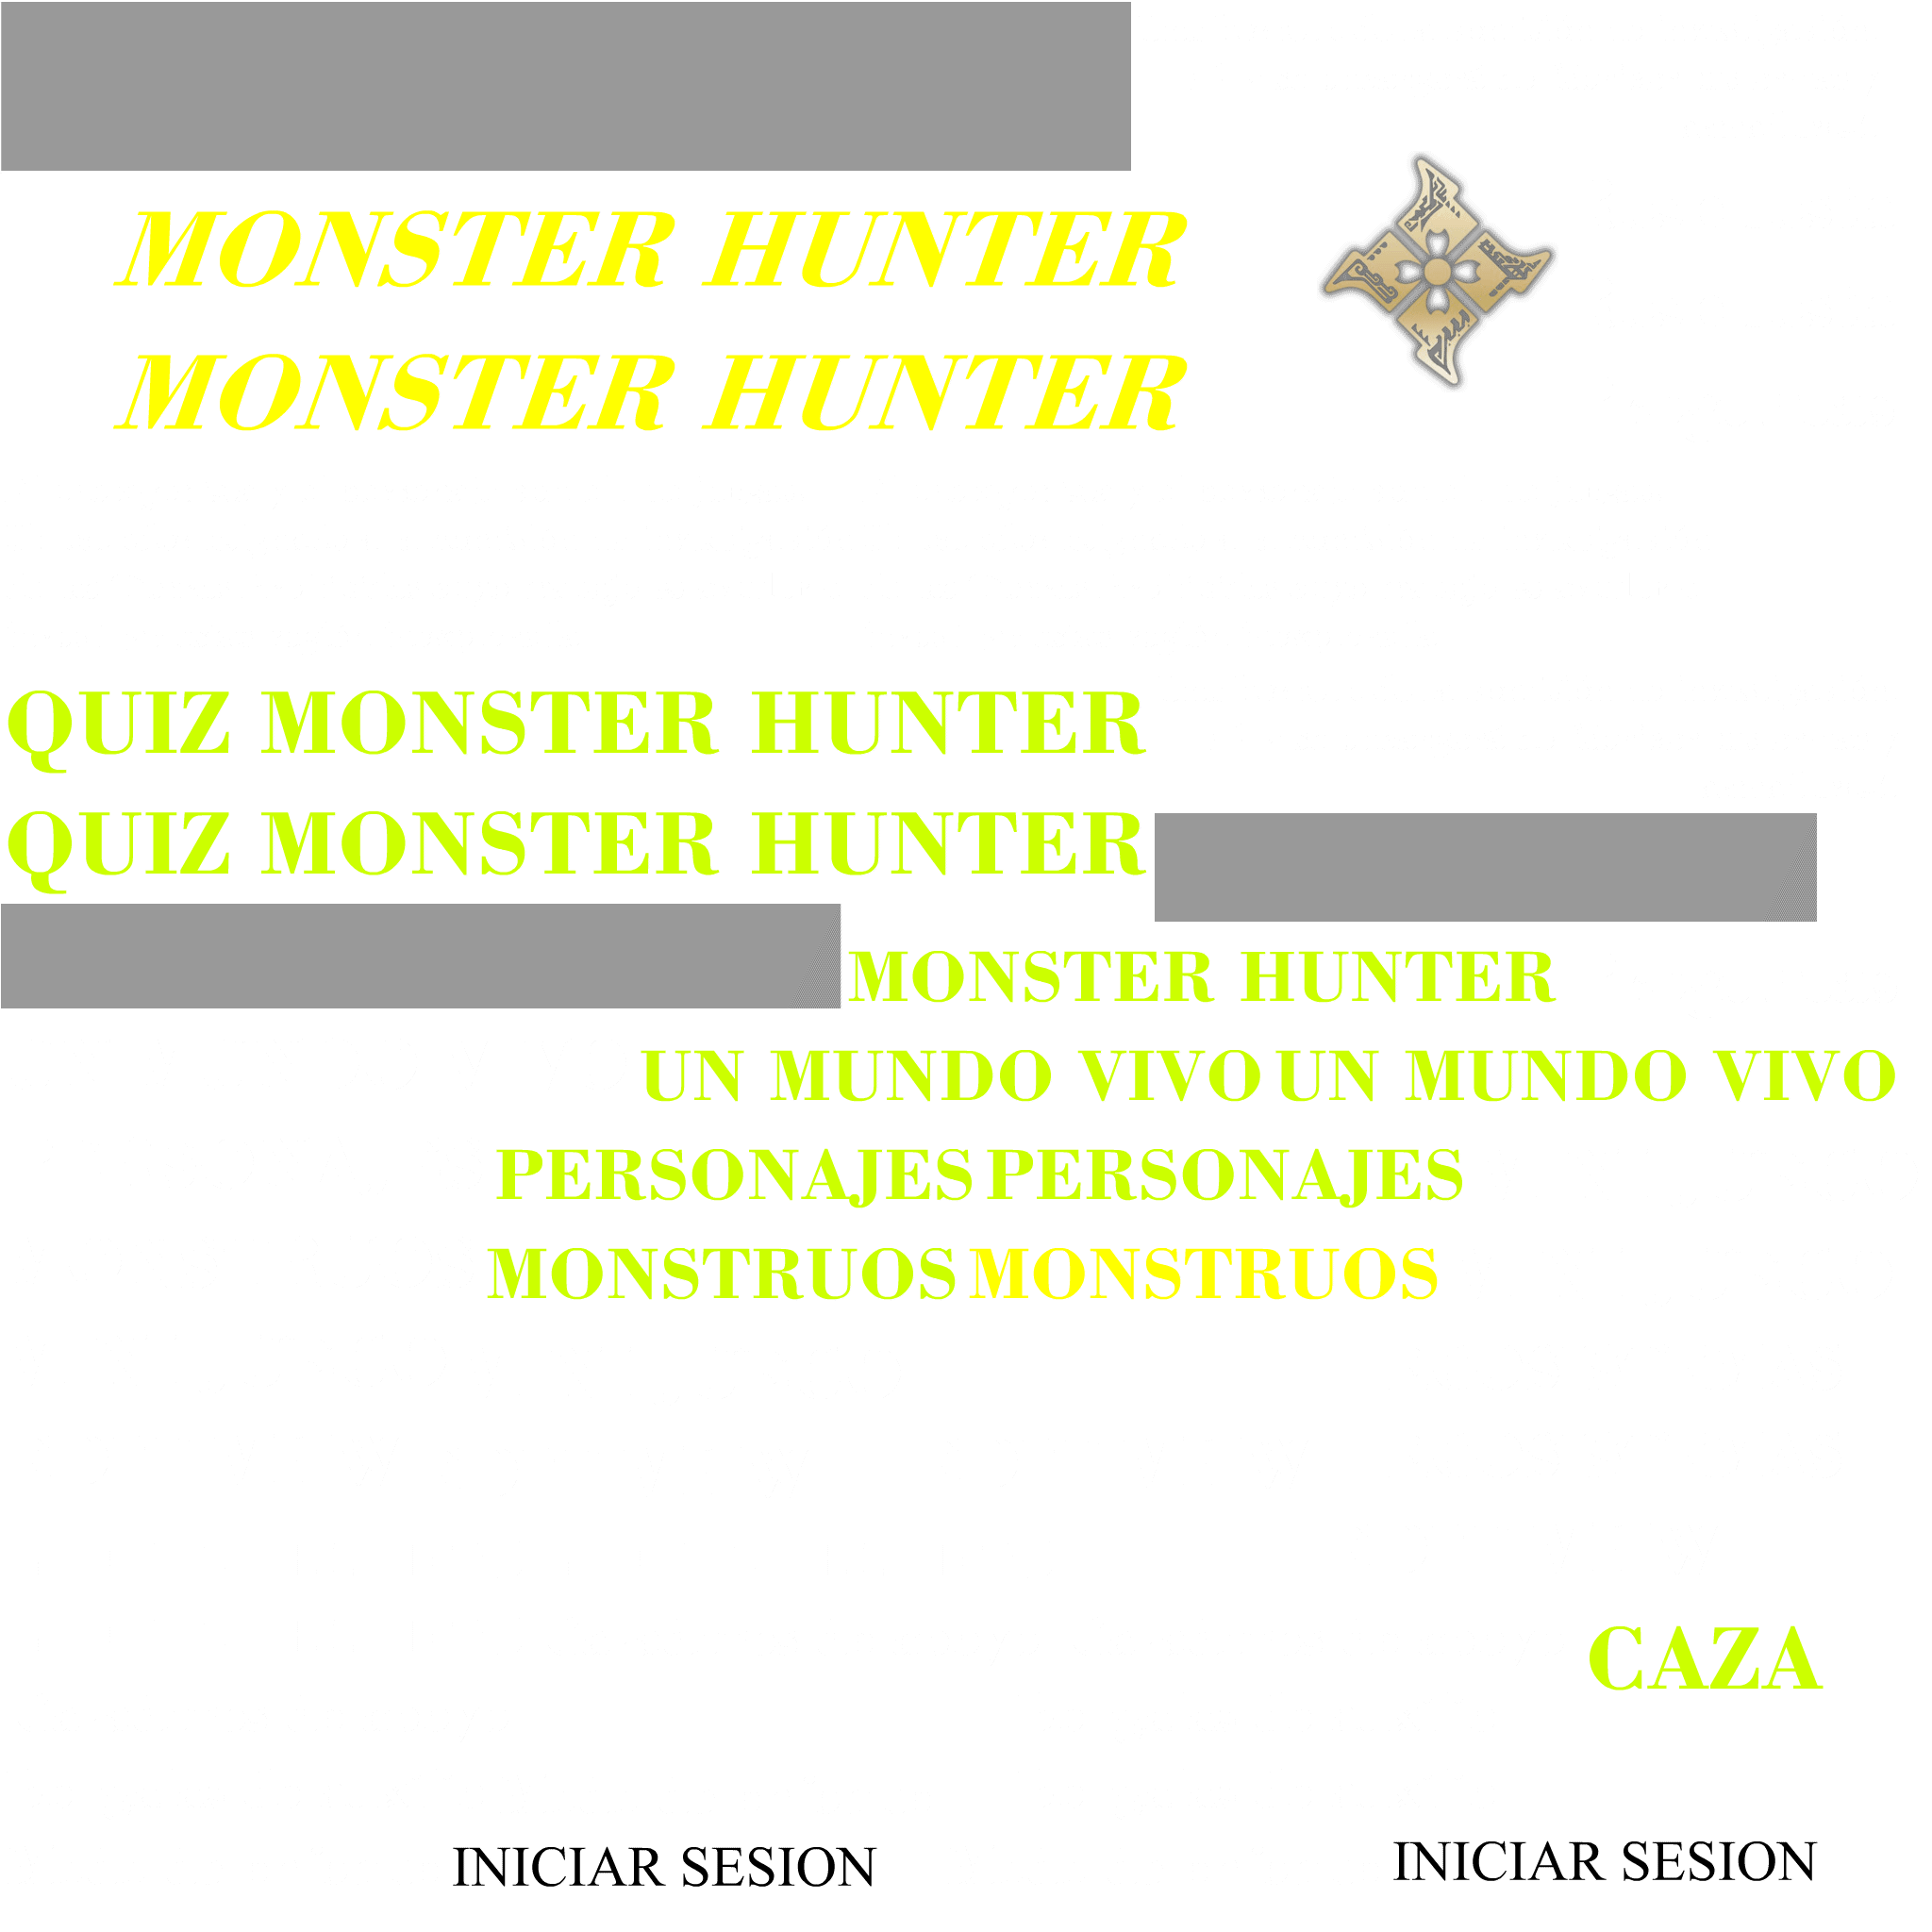 MONSTER HUNTER
MONSTER HUNTER
QUIZ MONSTER HUNTER
QUIZ MONSTER HUNTER
MONSTER HUNTER
UN MUNDO VIVO UN MUNDO VIVO
PERSONAJES PERSONAJES
MONSTRUOS MONSTRUOS
CAZA
INICIAR SESION INICIAR SESION